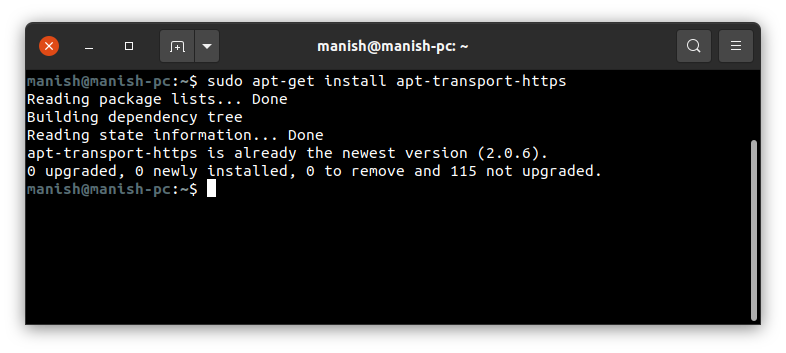 manish@manish-pc: ~
manish@manish-pc:~$ sudo apt-get install apt-transport-https
Reading package lists... Done
Building dependency tree
Reading state information... Done
apt-transport-https is already the newest version (2.0.6).
0 upgraded, 0 newly installed, 0 to remove and 115 not upgraded.
manish@manish-pc:~$